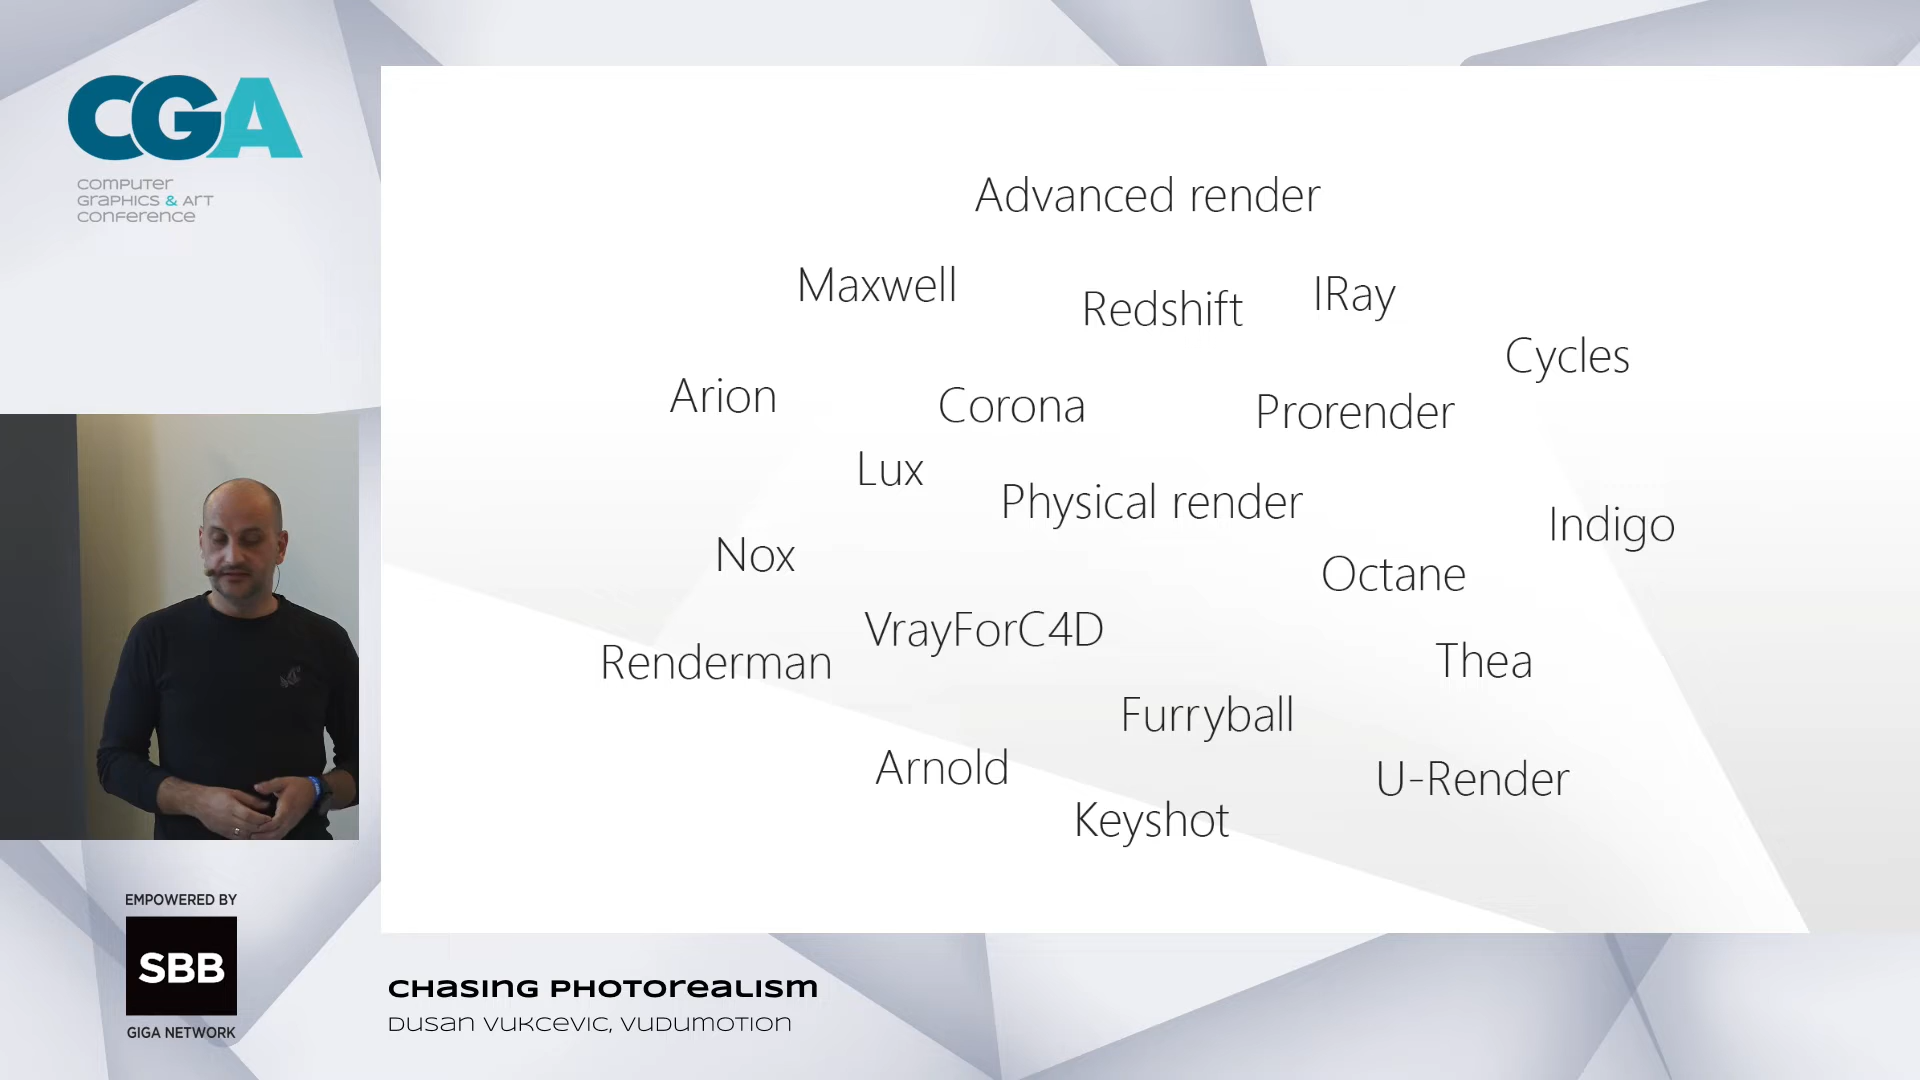 CGA
computer
graphics & art
conference
Advanced render
Maxwell
Redshift
IRay
Cycles
Arion
Corona
Prorender
Lux
Physical render
Indigo
Nox
Octane
VrayForC4D
Renderman
Thea
Furryball
Arnold
U-Render
Keyshot
EMPOWERED BY
SBB
GIGA NETWORK
Chasing Photorealism
Dusan Vukcevic, Vudumotion